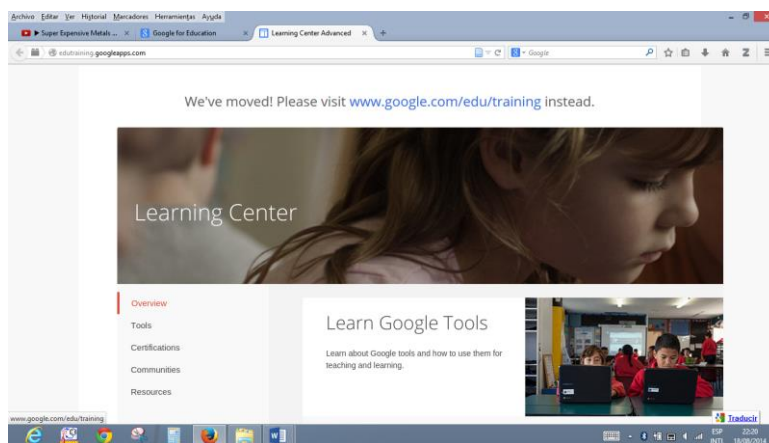 Archivo Editar Ver Historial Marcadores Herramientas Ayuda
Super Expensive Metals ... Google for Education Learning Center Advanced
edutraining.googleapps.com Google
We've moved! Please visit www.google.com/edu/training instead.
Learning Center
Overview
Tools
Certifications
Communities
Resources
Learn Google Tools
Learn about Google tools and how to use them for
teaching and learning.
www.google.com/edu/training
Traducir
ESP 22:20
INTL 18/08/2014